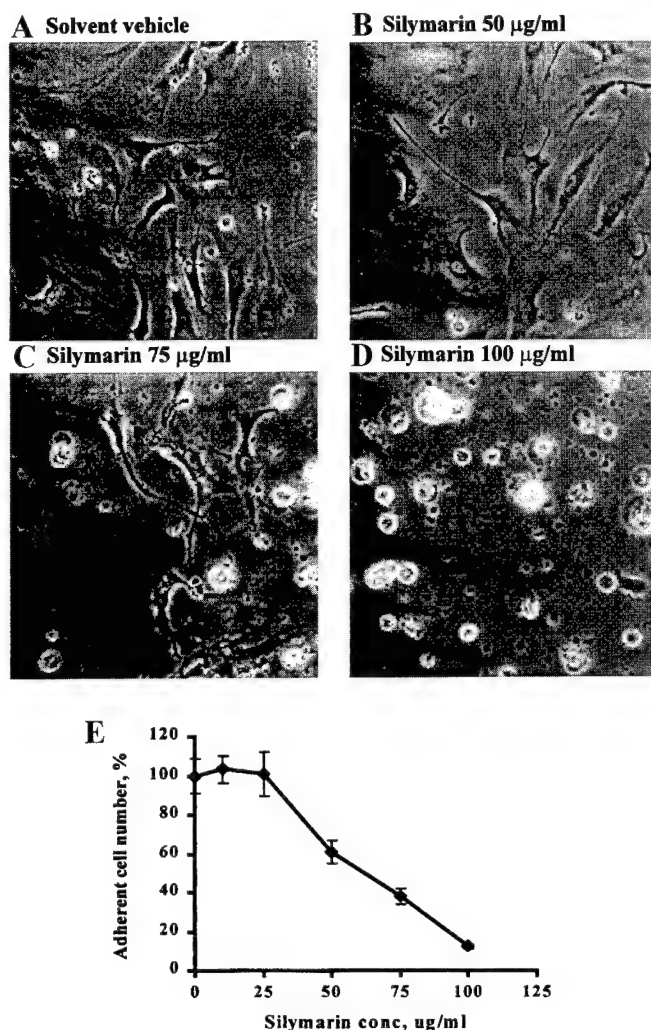 A Solvent vehicle
B Silymarin 50 μg/ml
C Silymarin 75 μg/ml
D Silymarin 100 μg/ml
E
Adherent cell number, %
120
100
80
60
40
20
0
0 25 50 75 100 125
Silymarin conc, ug/ml